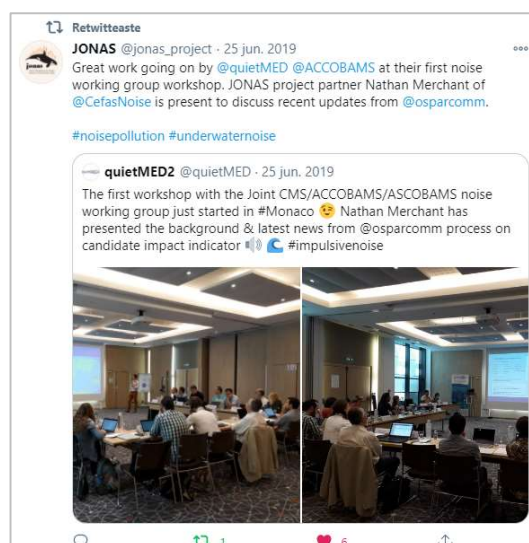 Retwitteaste
JONAS @jonas_project · 25 jun. 2019
Great work going on by @quietMED @ACCOBAMS at their first noise
working group workshop. JONAS project partner Nathan Merchant of
@CefasNoise is present to discuss recent updates from @osparcomm.
#noisepollution #underwaternoise
quietMED2 @quietMED · 25 jun. 2019
The first workshop with the Joint CMS/ACCOBAMS/ASCOBAMS noise
working group just started in #Monaco 😉 Nathan Merchant has
presented the background & latest news from @osparcomm process on
candidate impact indicator 🔊 🌊 #impulsivenoise
1 6